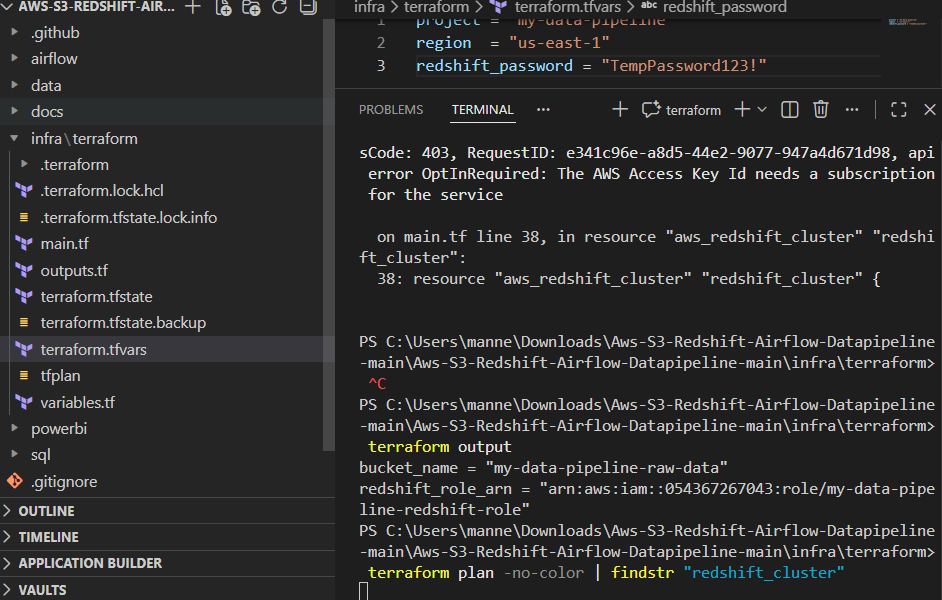 AWS-S3-REDSHIFT-AIR...
.github
airflow
data
docs
infra\terraform
.terraform
.terraform.lock.hcl
.terraform.tfstate.lock.info
main.tf
outputs.tf
terraform.tfstate
terraform.tfstate.backup
terraform.tfvars
tfplan
variables.tf
powerbi
sql
.gitignore
OUTLINE
TIMELINE
APPLICATION BUILDER
VAULTS
infra > terraform > terraform.tfvars > abc redshift_password
1 project = "my-data-pipeline"
2 region = "us-east-1"
3 redshift_password = "TempPassword123!"
PROBLEMS TERMINAL ... terraform
sCode: 403, RequestID: e341c96e-a8d5-44e2-9077-947a4d671d98, api
error OptInRequired: The AWS Access Key Id needs a subscription
for the service
on main.tf line 38, in resource "aws_redshift_cluster" "redshi
ft_cluster":
38: resource "aws_redshift_cluster" "redshift_cluster" {
PS C:\Users\manne\Downloads\Aws-S3-Redshift-Airflow-Datapipeline
-main\Aws-S3-Redshift-Airflow-Datapipeline-main\infra\terraform>
^C
PS C:\Users\manne\Downloads\Aws-S3-Redshift-Airflow-Datapipeline
-main\Aws-S3-Redshift-Airflow-Datapipeline-main\infra\terraform>
terraform output
bucket_name = "my-data-pipeline-raw-data"
redshift_role_arn = "arn:aws:iam::054367267043:role/my-data-pipe
line-redshift-role"
PS C:\Users\manne\Downloads\Aws-S3-Redshift-Airflow-Datapipeline
-main\Aws-S3-Redshift-Airflow-Datapipeline-main\infra\terraform>
terraform plan -no-color | findstr "redshift_cluster"